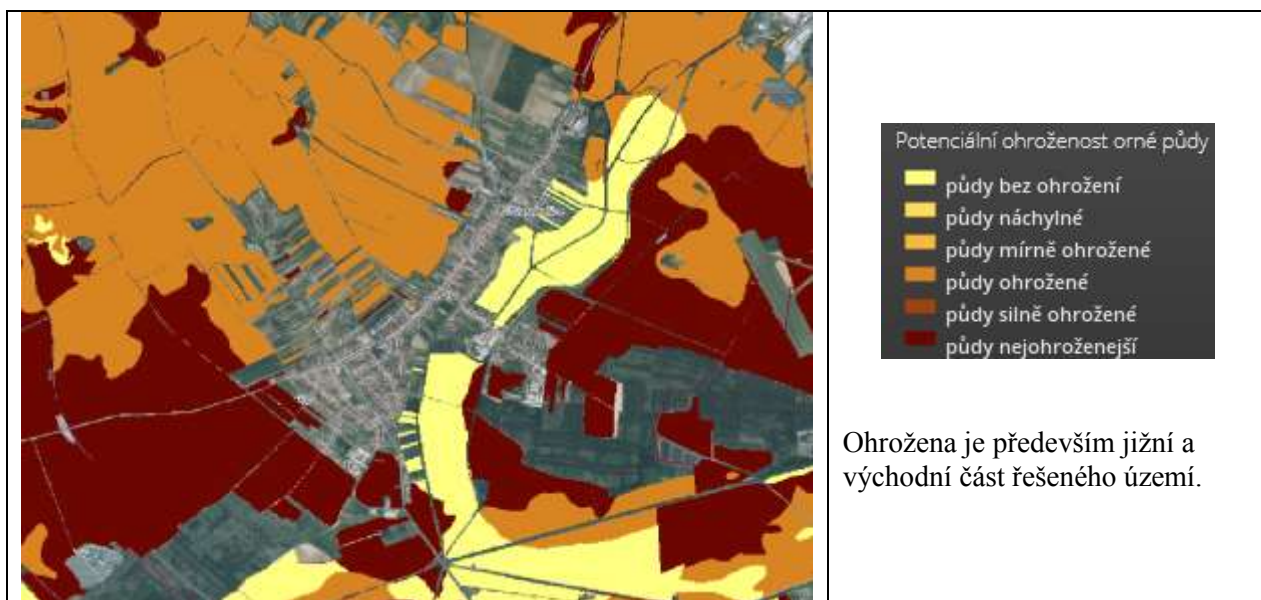 Potenciální ohroženost orné půdy
půdy bez ohrožení
půdy náchylné
půdy mírně ohrožené
půdy ohrožené
půdy silně ohrožené
půdy nejohroženejší
Ohrožena je především jižní a
východní část řešeného území.